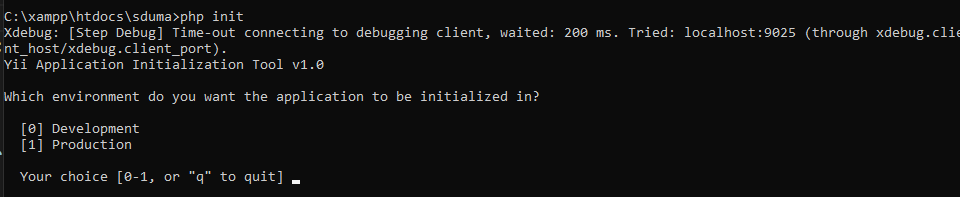 C:\xampp\htdocs\sduma>php init
Xdebug: [Step Debug] Time-out connecting to debugging client, waited: 200 ms. Tried: localhost:9025 (through xdebug.clie
nt_host/xdebug.client_port).
Yii Application Initialization Tool v1.0
Which environment do you want the application to be initialized in?
[0] Development
[1] Production
Your choice [0-1, or "q" to quit]